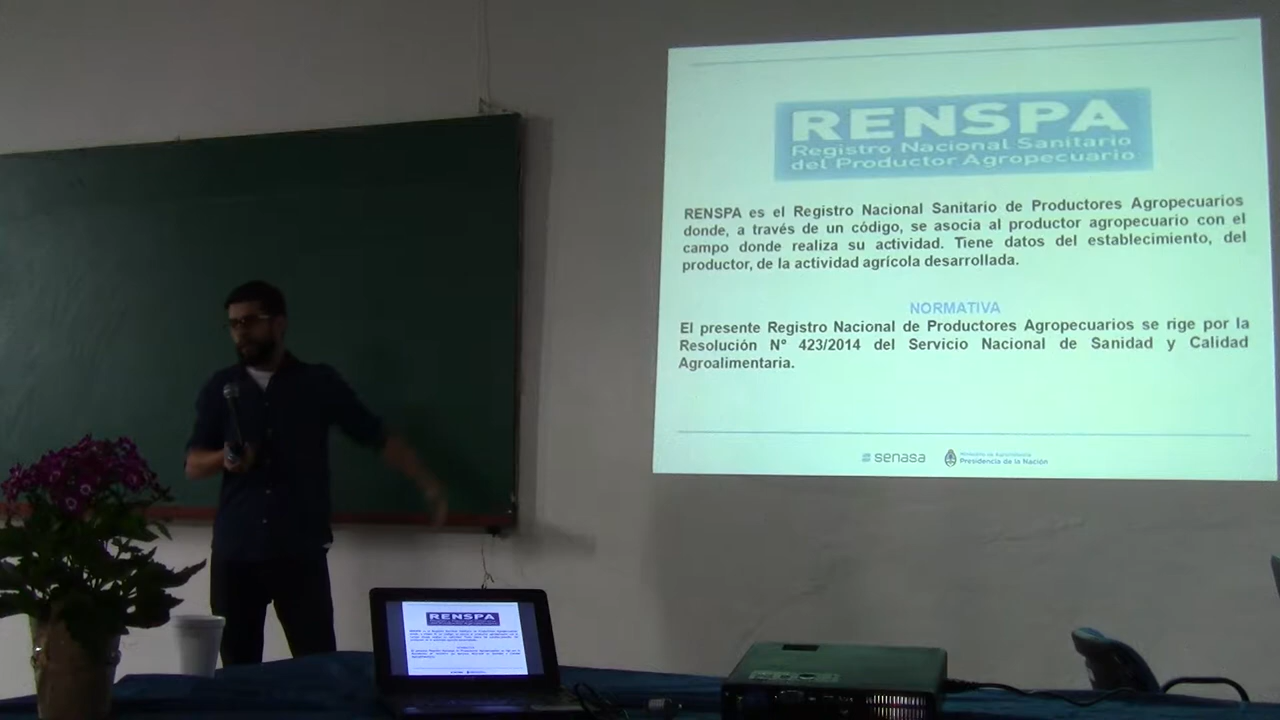 RENSPA
Registro Nacional Sanitario
del Productor Agropecuario
RENSPA es el Registro Nacional Sanitario de Productores Agropecuarios
donde, a través de un código, se asocia al productor agropecuario con el
campo donde realiza su actividad. Tiene datos del establecimiento, del
productor, de la actividad agrícola desarrollada.
NORMATIVA
El presente Registro Nacional de Productores Agropecuarios se rige por la
Resolución N° 423/2014 del Servicio Nacional de Sanidad y Calidad
Agroalimentaria.
senasa
Ministerio de Agroindustria
Presidencia de la Nación
RENSPA